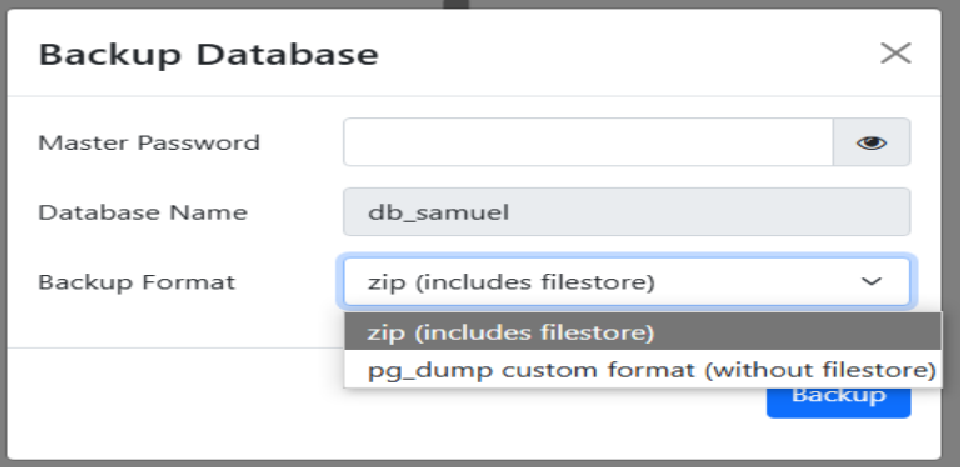 Backup Database
Master Password
Database Name db_samuel
Backup Format zip (includes filestore)
zip (includes filestore)
pg_dump custom format (without filestore)
Backup